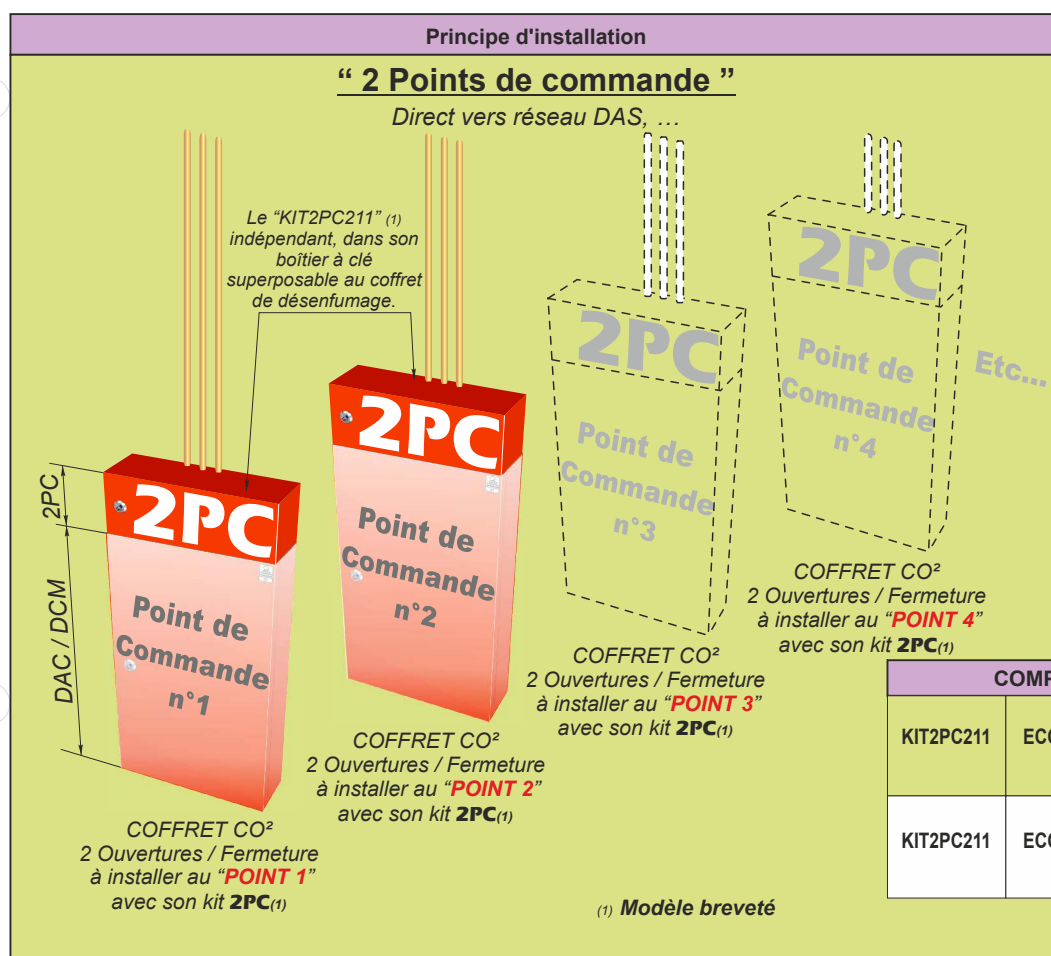 Principe d'installation
“ 2 Points de commande ”
Direct vers réseau DAS, …
Le “KIT2PC211” (1)
indépendant, dans son
boîtier à clé
superposable au coffret
de désenfumage.
2PC
DAC / DCM
2PC
Point de
Commande
n°1
2PC
Point de
Commande
n°2
2PC
Point de
Commande
n°3
2PC
Point de
Commande
n°4
Etc...
COFFRET CO²
2 Ouvertures / Fermeture
à installer au “POINT 1”
avec son kit 2PC(1)
COFFRET CO²
2 Ouvertures / Fermeture
à installer au “POINT 2”
avec son kit 2PC(1)
COFFRET CO²
2 Ouvertures / Fermeture
à installer au “POINT 3”
avec son kit 2PC(1)
COFFRET CO²
2 Ouvertures / Fermeture
à installer au “POINT 4”
avec son kit 2PC(1)
KIT2PC211
KIT2PC211
(1) Modèle breveté